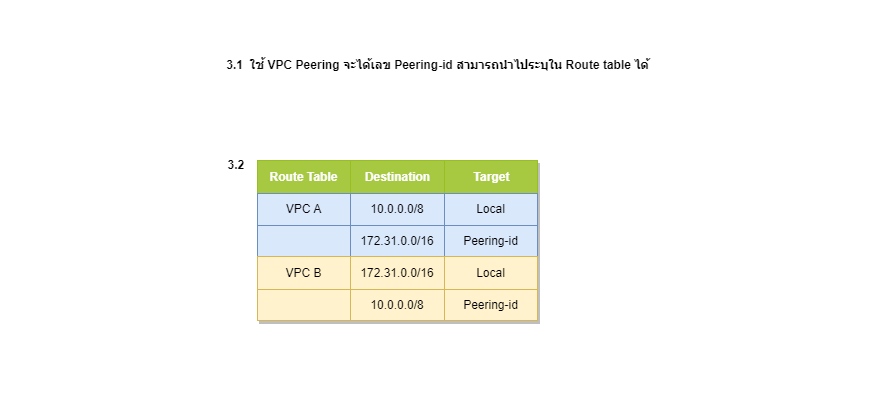 3.1 ใช้ VPC Peering จะได้เลข Peering-id สามารถนำไประบุใน Route table ได้
3.2
Route Table Destination Target
VPC A 10.0.0.0/8 Local
172.31.0.0/16 Peering-id
VPC B 172.31.0.0/16 Local
10.0.0.0/8 Peering-id